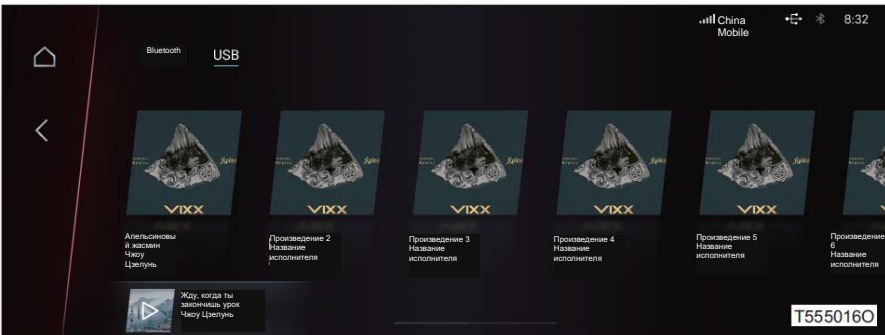 China
Mobile
8:32
Bluetooth
USB
VIXX
VIXX
VIXX
VIXX
VIXX
Апельсиновы
й жасмин
Чжоу
Цзелунь
Произведение 2
Название
исполнителя
Произведение 3
Название
исполнителя
Произведение 4
Название
исполнителя
Произведение 5
Название
исполнителя
Произведение
6
Название
исполнителя
Жду, когда ты
закончишь урок
Чжоу Цзелунь
T555016O